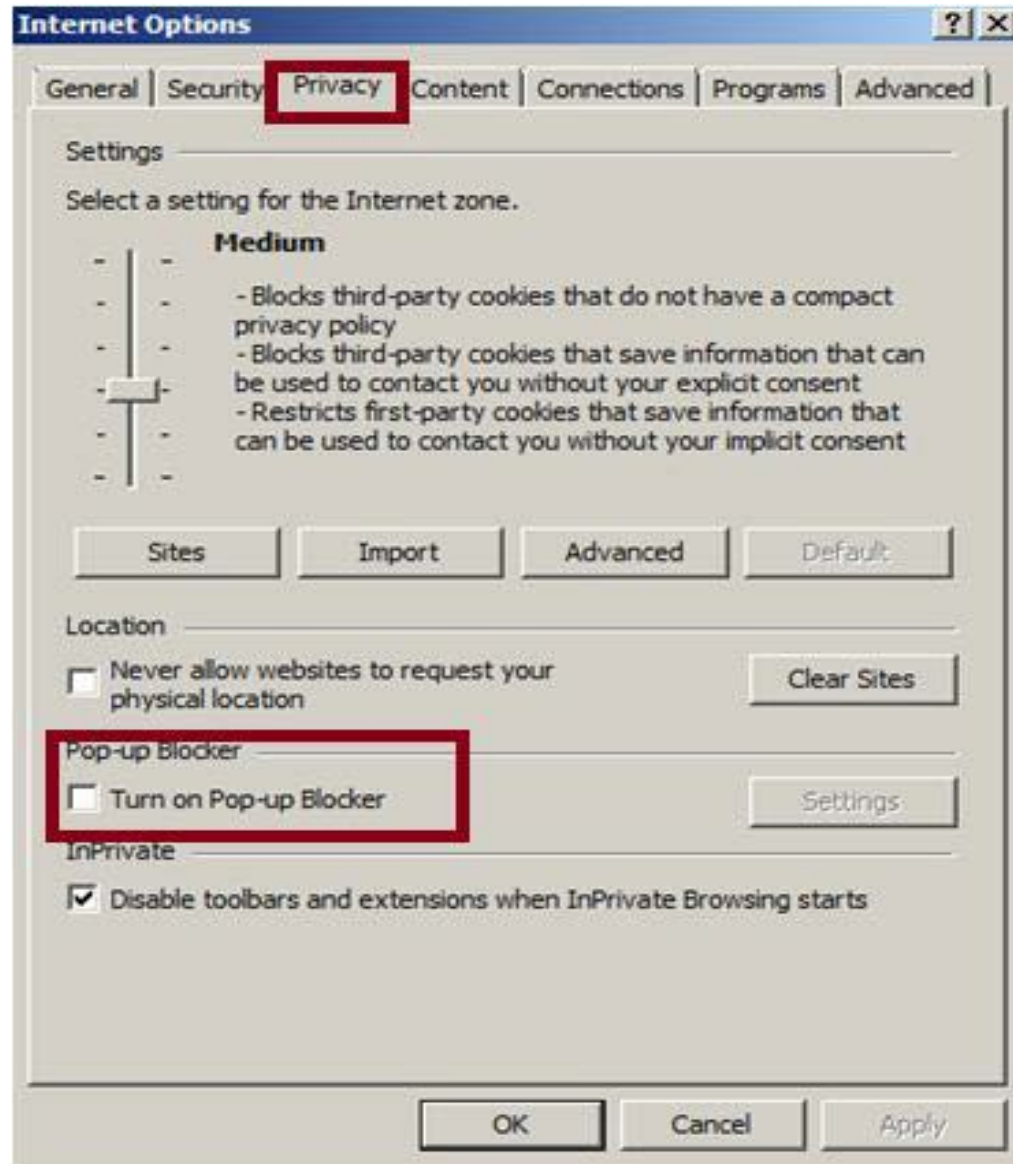 Internet Options
? X
General Security Privacy Content Connections Programs Advanced
Settings
Select a setting for the Internet zone.
Medium
- Blocks third-party cookies that do not have a compact
privacy policy
- Blocks third-party cookies that save information that can
be used to contact you without your explicit consent
- Restricts first-party cookies that save information that
can be used to contact you without your implicit consent
Sites Import Advanced Default
Location
Never allow websites to request your
physical location
Clear Sites
Pop-up Blocker
Turn on Pop-up Blocker Settings
InPrivate
Disable toolbars and extensions when InPrivate Browsing starts
OK Cancel Apply